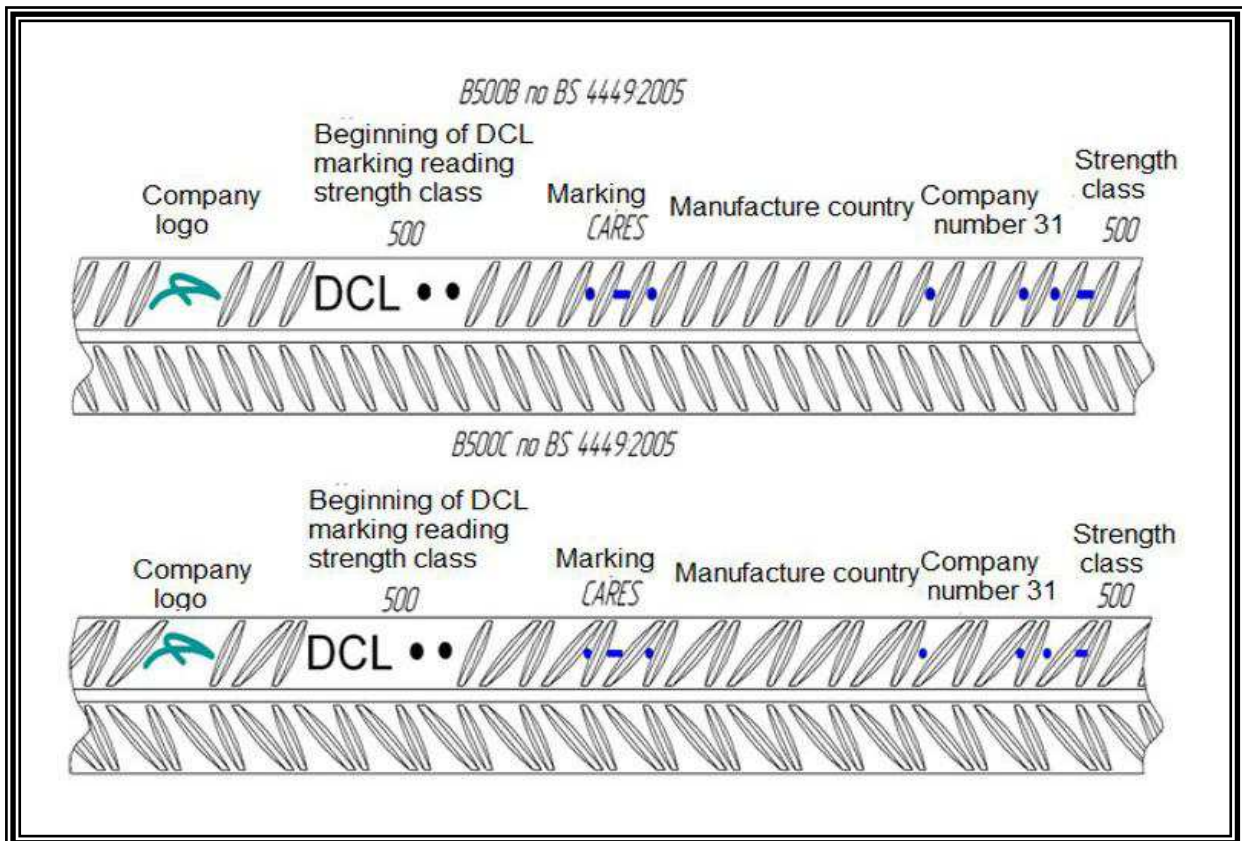 B500B по BS 4449:2005
Beginning of DCL
marking reading
strength class
500
Company
logo
Marking
CARES
Manufacture country
Company
number 31
Strength
class
500
DCL ••
B500C по BS 4449:2005
Beginning of DCL
marking reading
strength class
500
Company
logo
Marking
CARES
Manufacture country
Company
number 31
Strength
class
500
DCL ••